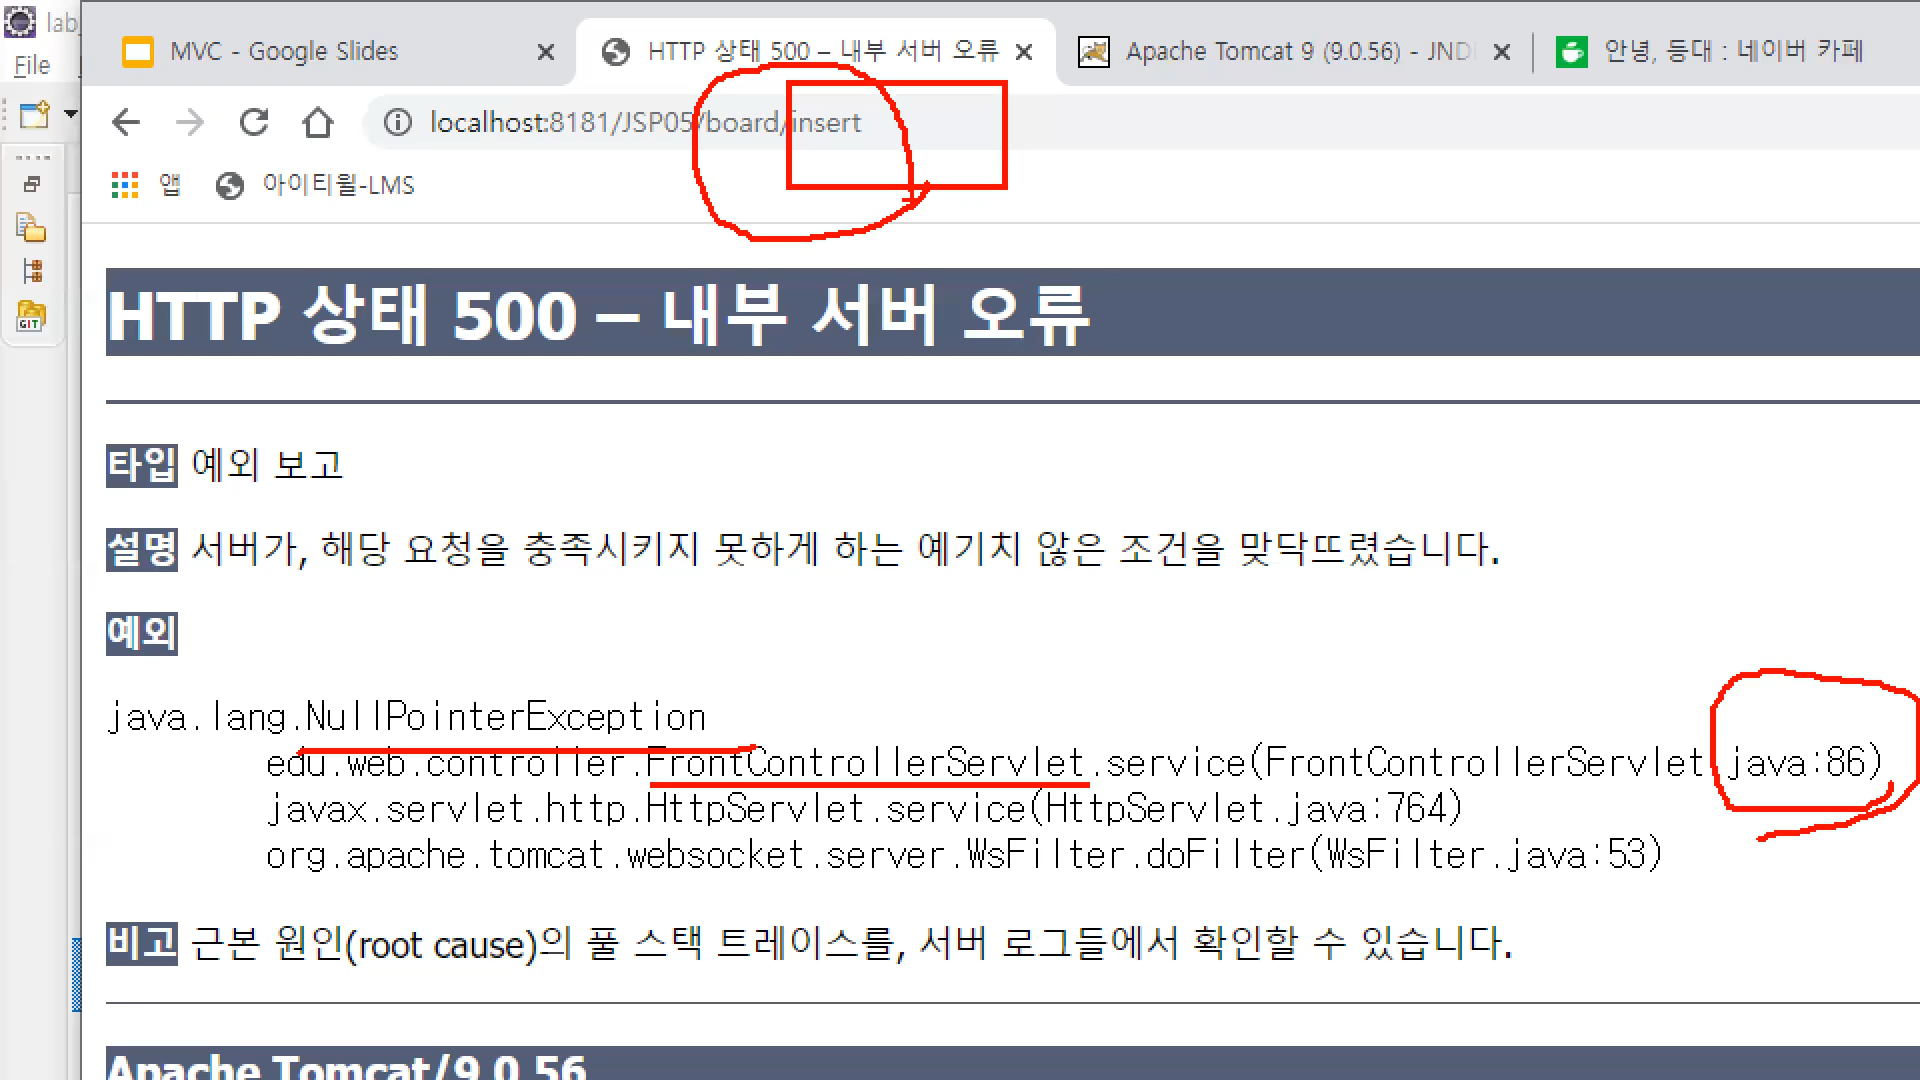 lab
MVC - Google Slides
HTTP 상태 500 – 내부 서버 오류
Apache Tomcat 9 (9.0.56) - JND
안녕, 등대 : 네이버 카페
File
localhost:8181/JSP05/board/insert
앱
아이티윌-LMS
GIT
HTTP 상태 500 – 내부 서버 오류
타입 예외 보고
설명 서버가, 해당 요청을 충족시키지 못하게 하는 예기치 않은 조건을 맞닥뜨렸습니다.
예외
java.lang.NullPointerException
edu.web.controller.FrontControllerServlet.service(FrontControllerServlet.java:86)
javax.servlet.http.HttpServlet.service(HttpServlet.java:764)
org.apache.tomcat.websocket.server.WsFilter.doFilter(WsFilter.java:53)
비고 근본 원인(root cause)의 풀 스택 트레이스를, 서버 로그들에서 확인할 수 있습니다.
Apache Tomcat/9.0.56